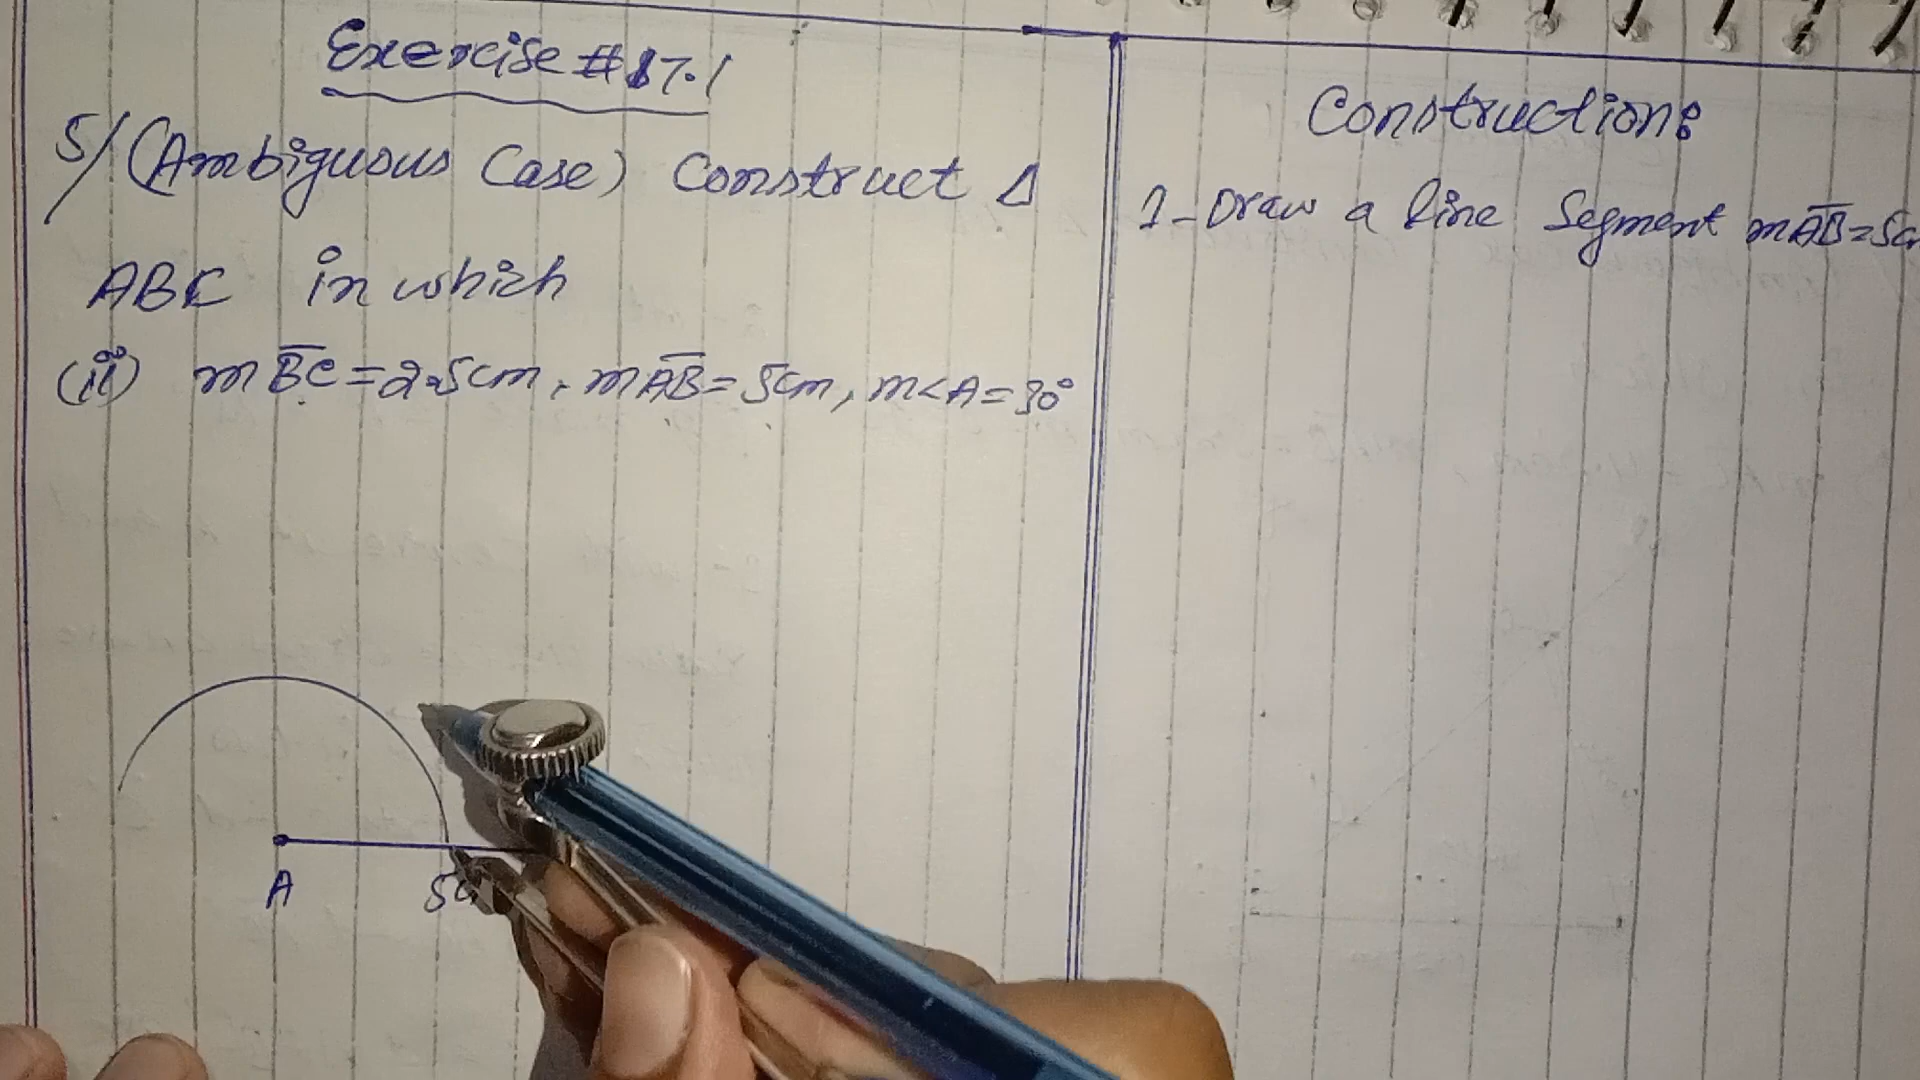 Exercise #17.1
5/ (Ambiguous Case) Construct Δ
ABC in which
(ii) mBC = 2.5cm, mAB = 5cm, m<A = 30°
A
Construction:
1- Draw a line Segment mAB = 5c